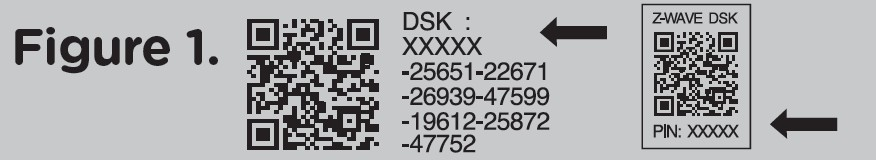 Figure 1.
DSK :
XXXXX
-25651-22671
-26939-47599
-19612-25872
-47752
Z-WAVE DSK
PIN: XXXXX